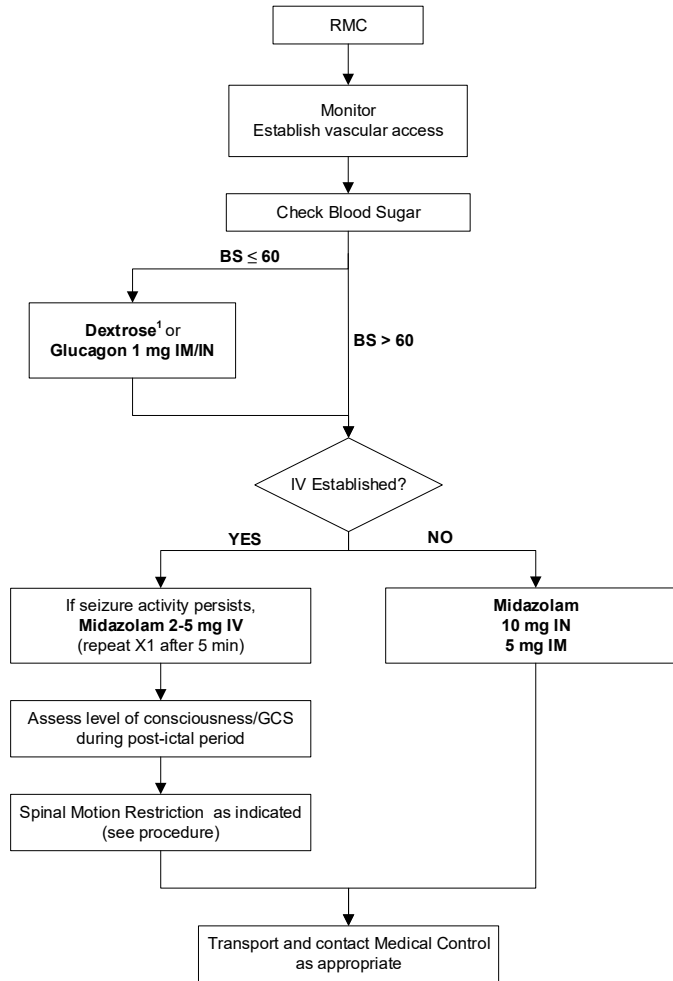 RMC
Monitor
Establish vascular access
Check Blood Sugar
BS ≤ 60
Dextrose¹ or
Glucagon 1 mg IM/IN
BS > 60
IV Established?
YES
NO
If seizure activity persists,
Midazolam 2-5 mg IV
(repeat X1 after 5 min)
Midazolam
10 mg IN
5 mg IM
Assess level of consciousness/GCS
during post-ictal period
Spinal Motion Restriction as indicated
(see procedure)
Transport and contact Medical Control
as appropriate